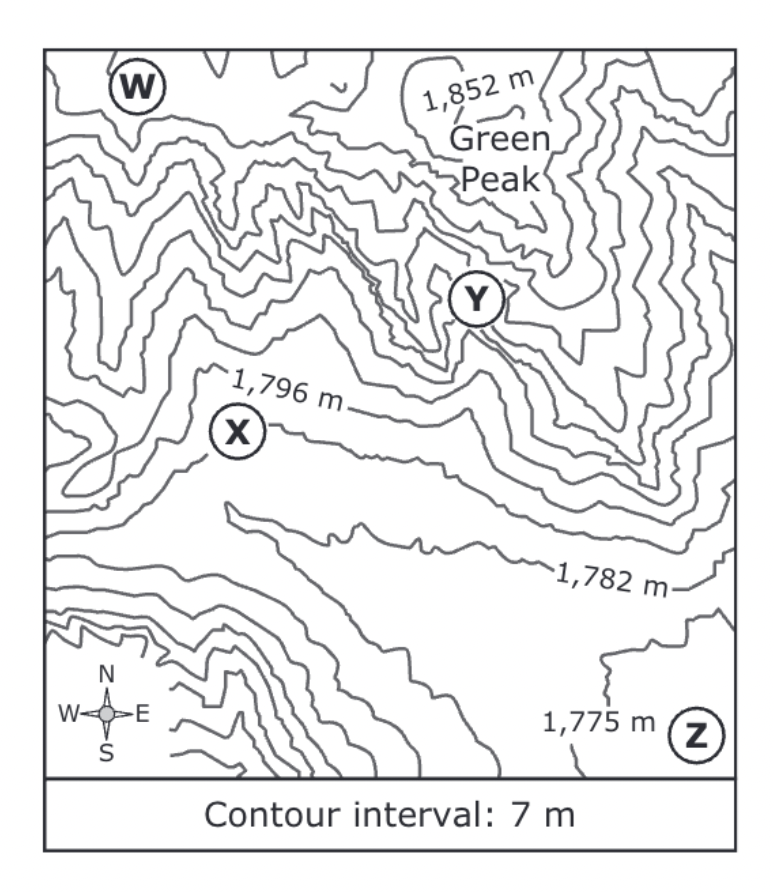 W
1,852 m
Green
Peak
Y
1,796 m
X
1,782 m
N
W E
S
1,775 m
Z
Contour interval: 7 m